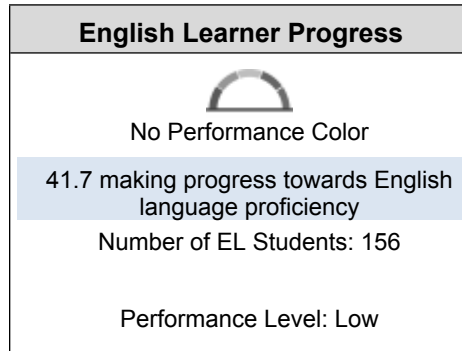 English Learner Progress
No Performance Color
41.7 making progress towards English
language proficiency
Number of EL Students: 156
Performance Level: Low